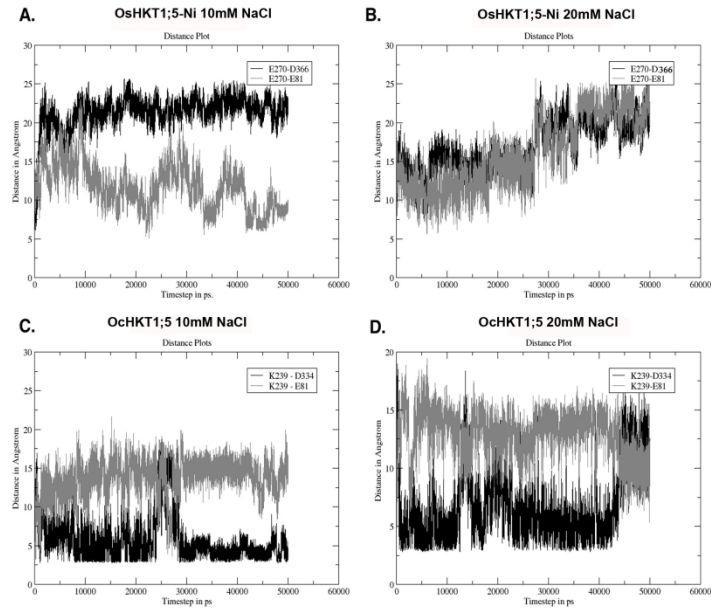 A. OsHKT1;5-Ni 10mM NaCl
Distance Plot
E270-D366
E270-E81
Distance in Angstrom
30
25
20
15
10
5
0
0 10000 20000 30000 40000 50000 60000
Timestep in ps.
B. OsHKT1;5-Ni 20mM NaCl
Distance Plot
E270-D366
E270-E81
Distance in Angstrom
30
25
20
15
10
5
0
0 10000 20000 30000 40000 50000 60000
Timestep in ps.
C. OcHKT1;5 10mM NaCl
Distance Plots
K239 - D334
K239 - E81
Distance in Angstrom
30
25
20
15
10
5
0
0 10000 20000 30000 40000 50000 60000
Timestep in ps.
D. OcHKT1;5 20mM NaCl
Distance Plots
K239-D334
K239-E81
Distance in Angstrom
20
15
10
5
0
0 10000 20000 30000 40000 50000 60000
Timestep in ps.